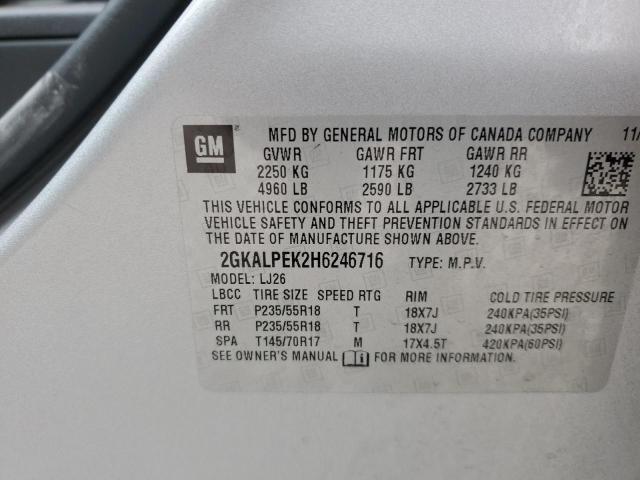 GM
MFD BY GENERAL MOTORS OF CANADA COMPANY 11/
GVWR GAWR FRT GAWR RR
2250 KG 1175 KG 1240 KG
4960 LB 2590 LB 2733 LB
THIS VEHICLE CONFORMS TO ALL APPLICABLE U.S. FEDERAL MOTOR
VEHICLE SAFETY AND THEFT PREVENTION STANDARDS IN EFFECT ON
THE DATE OF MANUFACTURE SHOWN ABOVE.
2GKALPEK2H6246716 TYPE: M.P.V.
MODEL: LJ26
LBCC TIRE SIZE SPEED RTG RIM COLD TIRE PRESSURE
FRT P235/55R18 T 18X7J 240KPA(35PSI)
RR P235/55R18 T 18X7J 240KPA(35PSI)
SPA T145/70R17 M 17X4.5T 420KPA(60PSI)
SEE OWNER'S MANUAL FOR MORE INFORMATION.